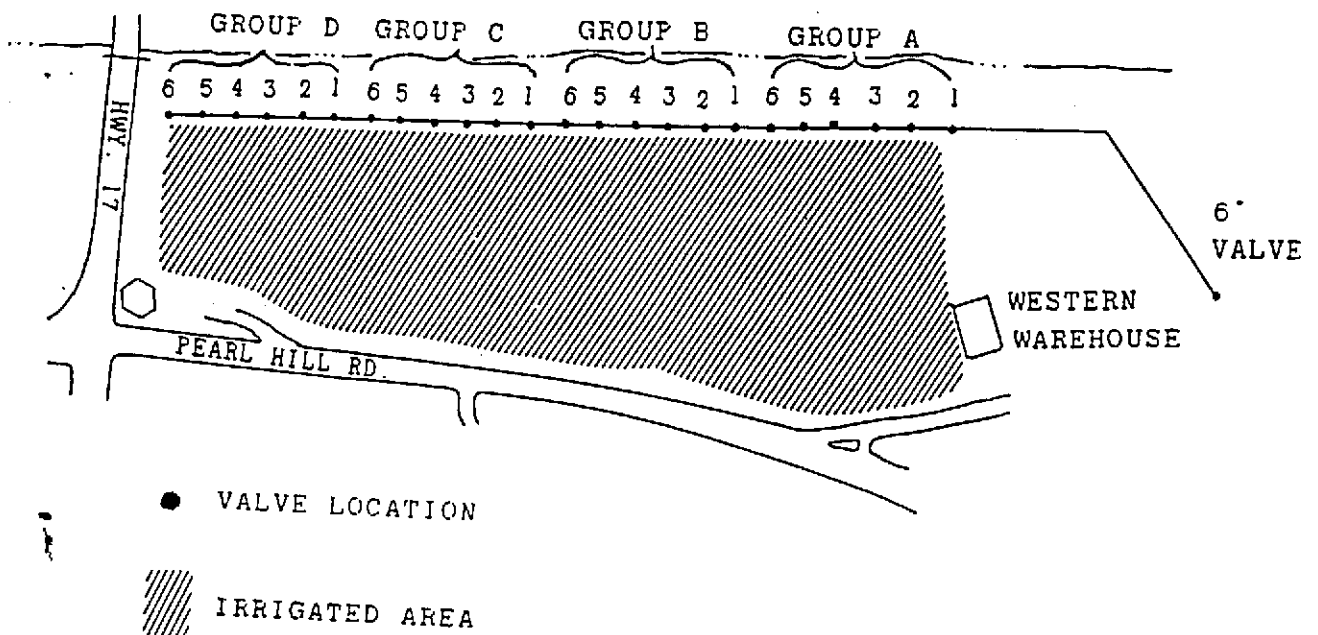 GROUP D GROUP C GROUP B GROUP A
6 5 4 3 2 1 6 5 4 3 2 1 6 5 4 3 2 1 6 5 4 3 2 1
HWY. 17
6"
VALVE
WESTERN
WAREHOUSE
PEARL HILL RD.
VALVE LOCATION
IRRIGATED AREA